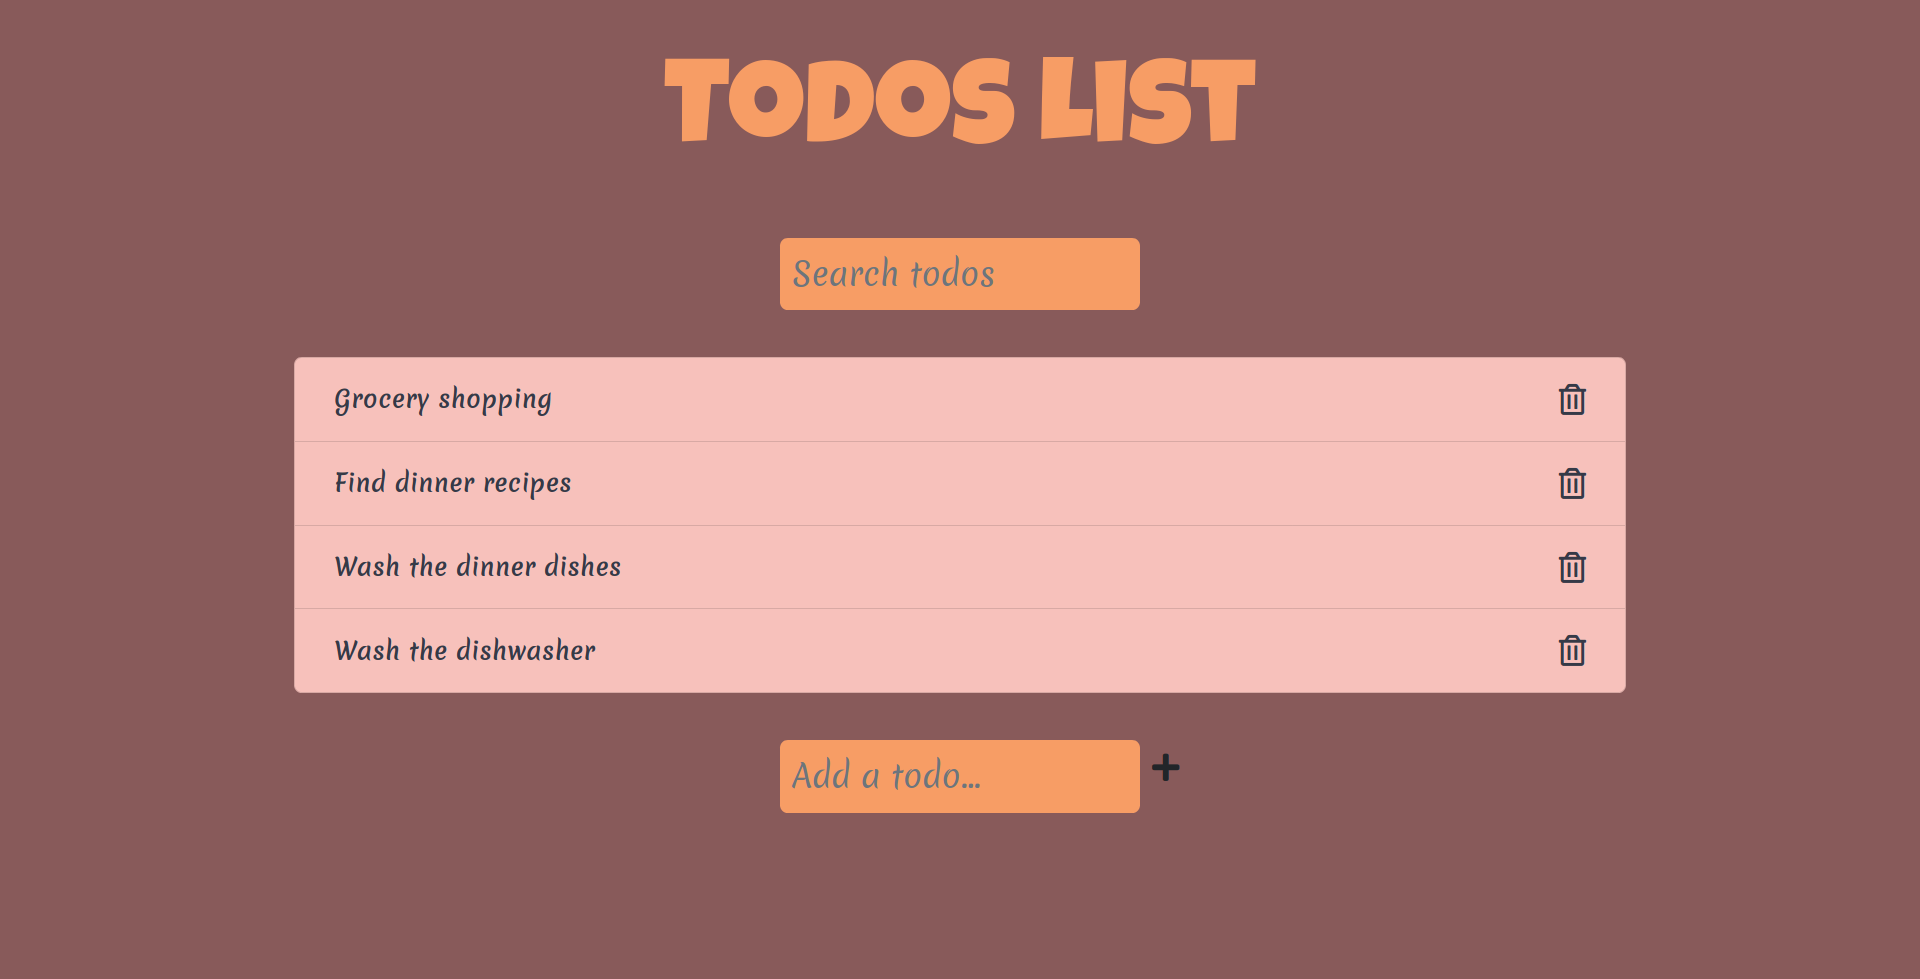 TODOS LIST
Search todos
Grocery shopping
Find dinner recipes
Wash the dinner dishes
Wash the dishwasher
Add a todo...